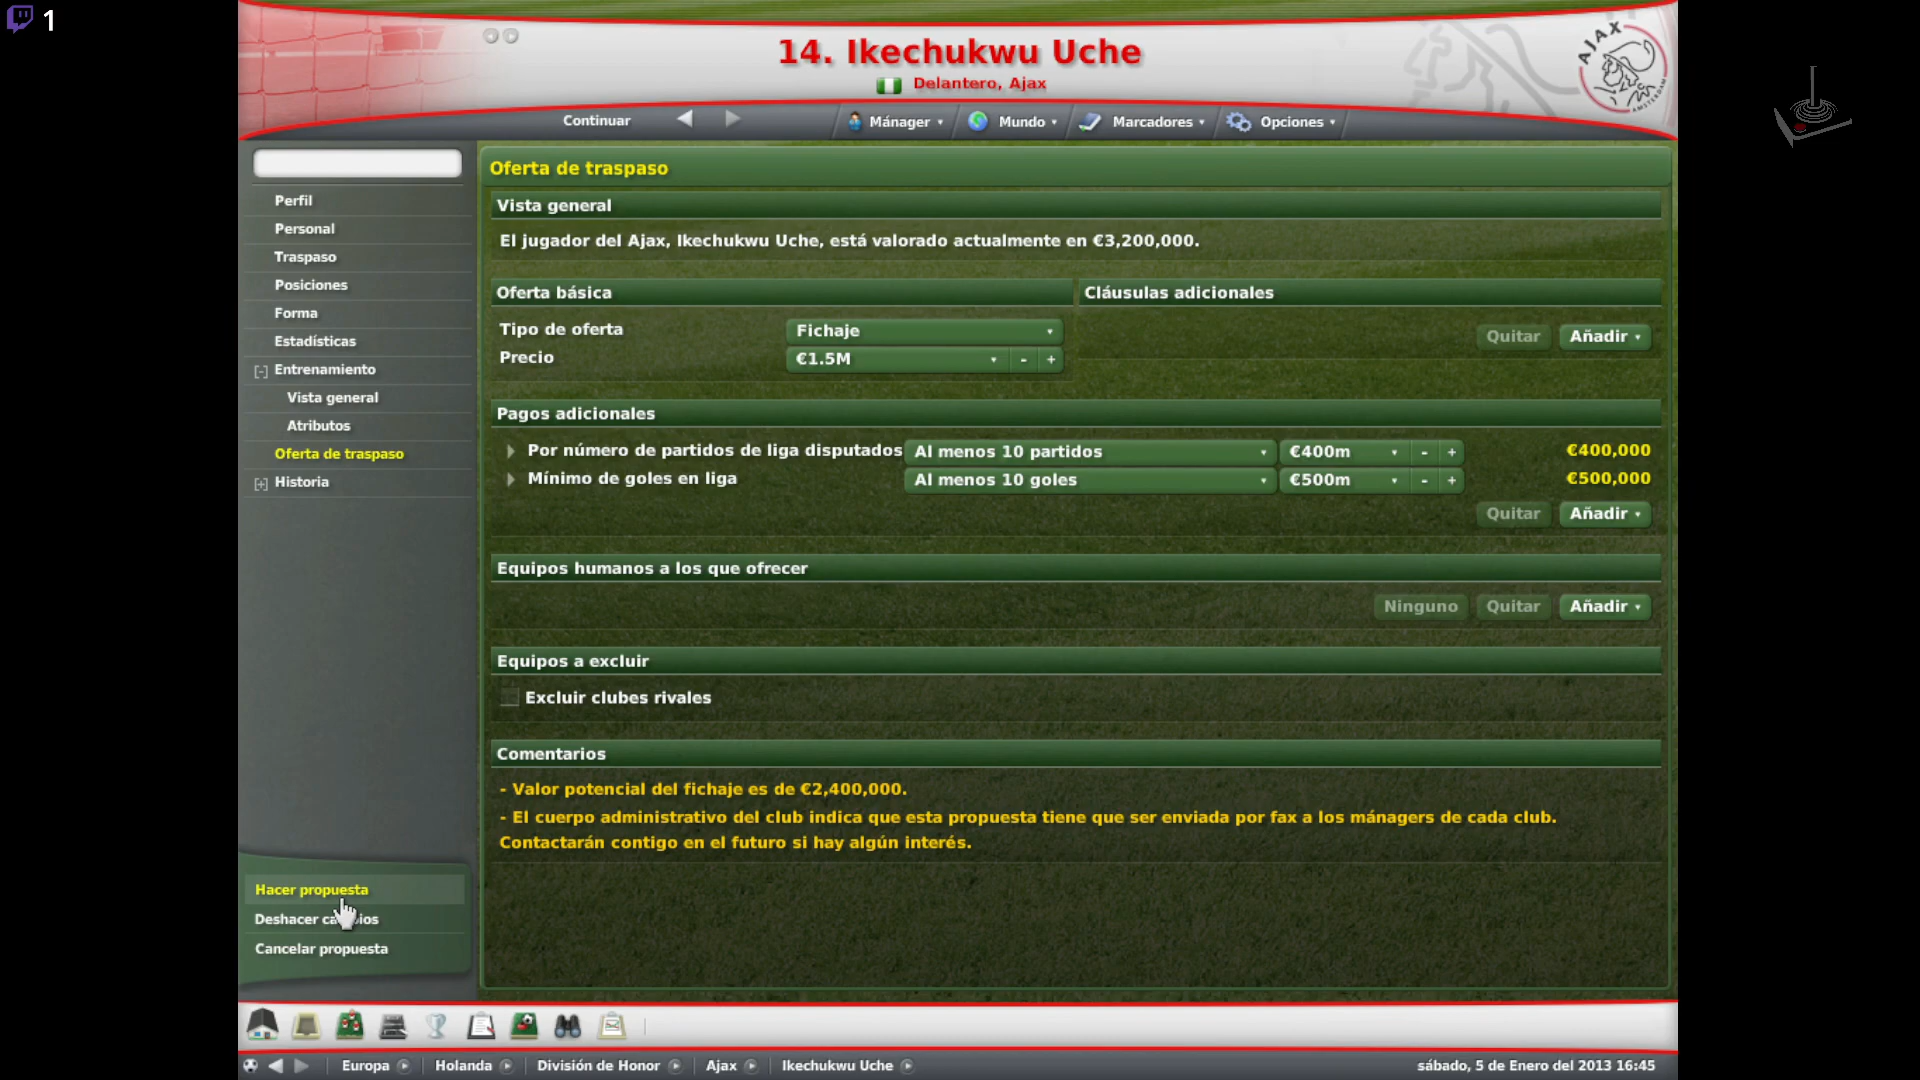 1
14. Ikechukwu Uche
Delantero, Ajax
AJAX
AMSTERDAM
Continuar
Mánager
Mundo
Marcadores
Opciones
Perfil
Personal
Traspaso
Posiciones
Forma
Estadísticas
[-] Entrenamiento
Vista general
Atributos
Oferta de traspaso
[+] Historia
Oferta de traspaso
Vista general
El jugador del Ajax, Ikechukwu Uche, está valorado actualmente en €3,200,000.
Oferta básica
Tipo de oferta Fichaje
Precio €1.5M - +
Cláusulas adicionales
Quitar Añadir
Pagos adicionales
Por número de partidos de liga disputados Al menos 10 partidos €400m - + €400,000
Mínimo de goles en liga Al menos 10 goles €500m - + €500,000
Quitar Añadir
Equipos humanos a los que ofrecer
Ninguno Quitar Añadir
Equipos a excluir
Excluir clubes rivales
Comentarios
- Valor potencial del fichaje es de €2,400,000.
- El cuerpo administrativo del club indica que esta propuesta tiene que ser enviada por fax a los mánagers de cada club.
Contactarán contigo en el futuro si hay algún interés.
Hacer propuesta
Deshacer cambios
Cancelar propuesta
Europa Holanda División de Honor Ajax Ikechukwu Uche sábado, 5 de Enero del 2013 16:45